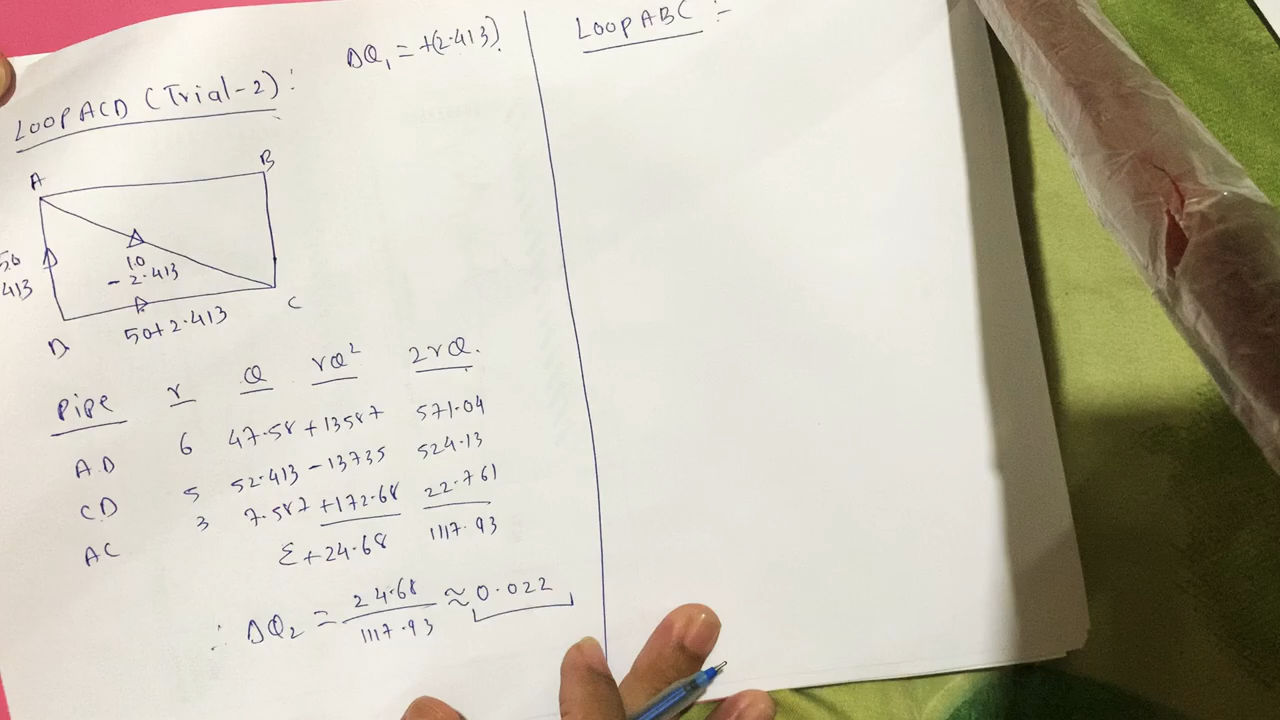 LOOP ACD (Trial-2):
ΔQ₁ = +(2.413).
A
B
50
413
10
- 2.413
50+2.413
D
C
Pipe r Q rQ² 2rQ.
A.D 6 47.58 +13587 571.04
CD 5 52.413 -13735 524.13
AC 3 7.587 +172.68 22.761
Σ +24.68 1117.93
∴ ΔQ₂ = 24.68 / 1117.93 ≈ 0.022
LOOP ABC :-